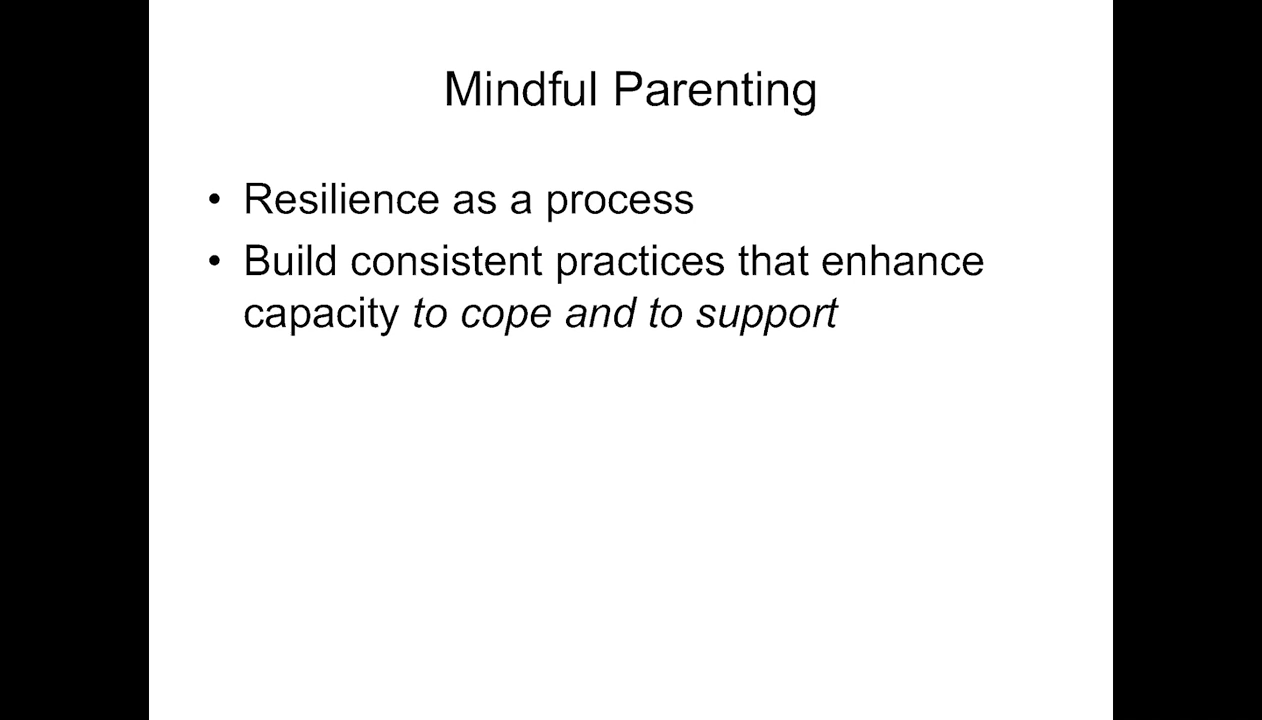 Mindful Parenting
• Resilience as a process
• Build consistent practices that enhance
capacity to cope and to support